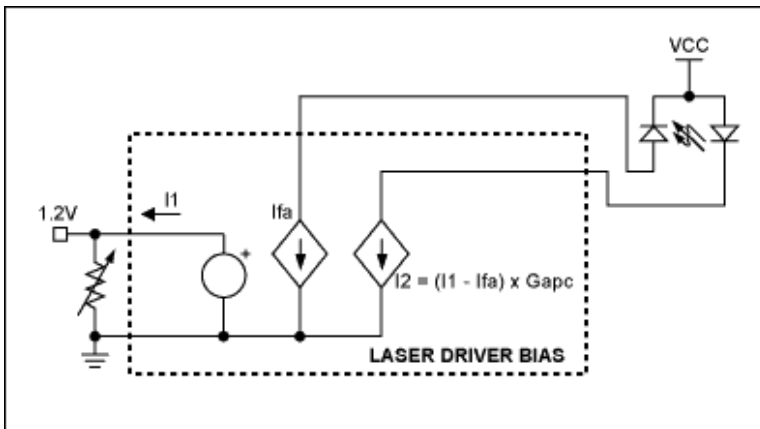 VCC
I1
1.2V
Ifa
+
I2 = (I1 - Ifa) x Gapc
LASER DRIVER BIAS